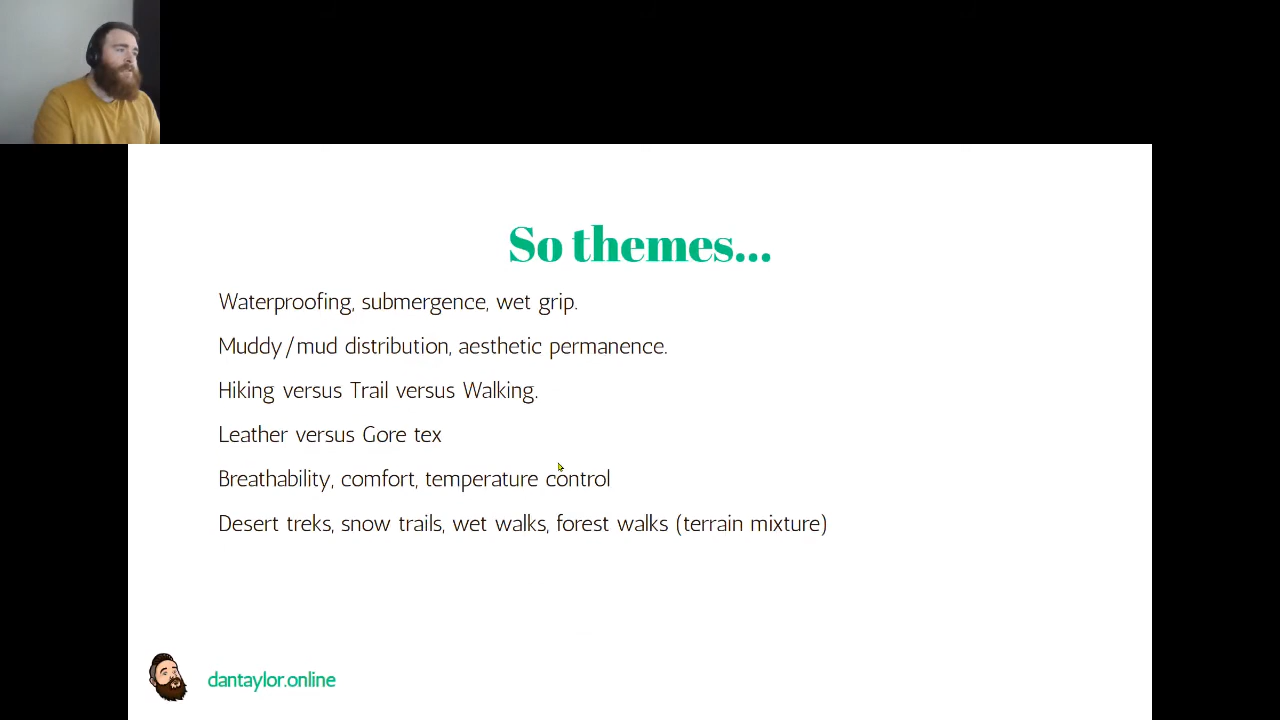 So themes...
Waterproofing, submergence, wet grip.
Muddy/mud distribution, aesthetic permanence.
Hiking versus Trail versus Walking.
Leather versus Gore tex
Breathability, comfort, temperature control
Desert treks, snow trails, wet walks, forest walks (terrain mixture)
dantaylor.online